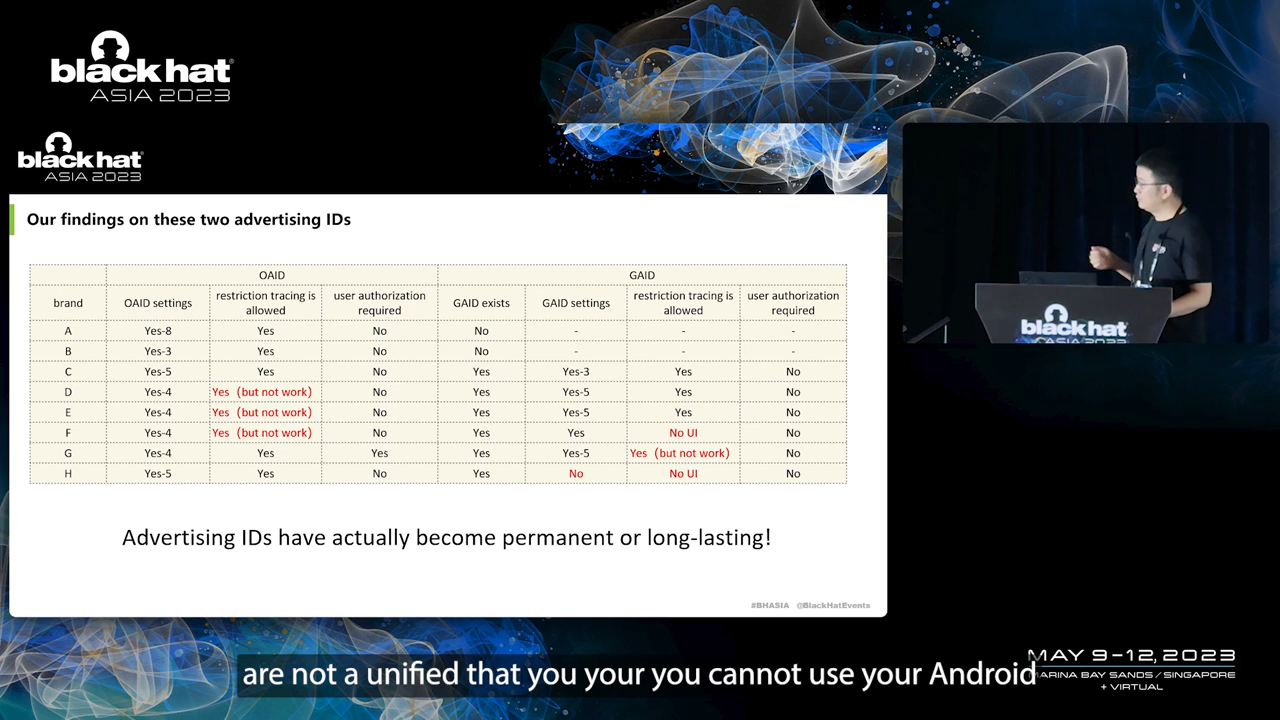 black hat
ASIA 2023
black hat
ASIA 2023
Our findings on these two advertising IDs
OAID GAID
brand OAID settings restriction tracing is allowed user authorization required GAID exists GAID settings restriction tracing is allowed user authorization required
A Yes-8 Yes No No - - -
B Yes-3 Yes No No - - -
C Yes-5 Yes No Yes Yes-3 Yes No
D Yes-4 Yes (but not work) No Yes Yes-5 Yes No
E Yes-4 Yes (but not work) No Yes Yes-5 Yes No
F Yes-4 Yes (but not work) No Yes Yes No UI No
G Yes-4 Yes Yes Yes Yes-5 Yes (but not work) No
H Yes-5 Yes No Yes No No UI No
Advertising IDs have actually become permanent or long-lasting!
#BHASIA @BlackHatEvents
black hat
ASIA 2023
are not a unified that you your you cannot use your Android
MAY 9-12, 2023
MARINA BAY SANDS / SINGAPORE
+ VIRTUAL